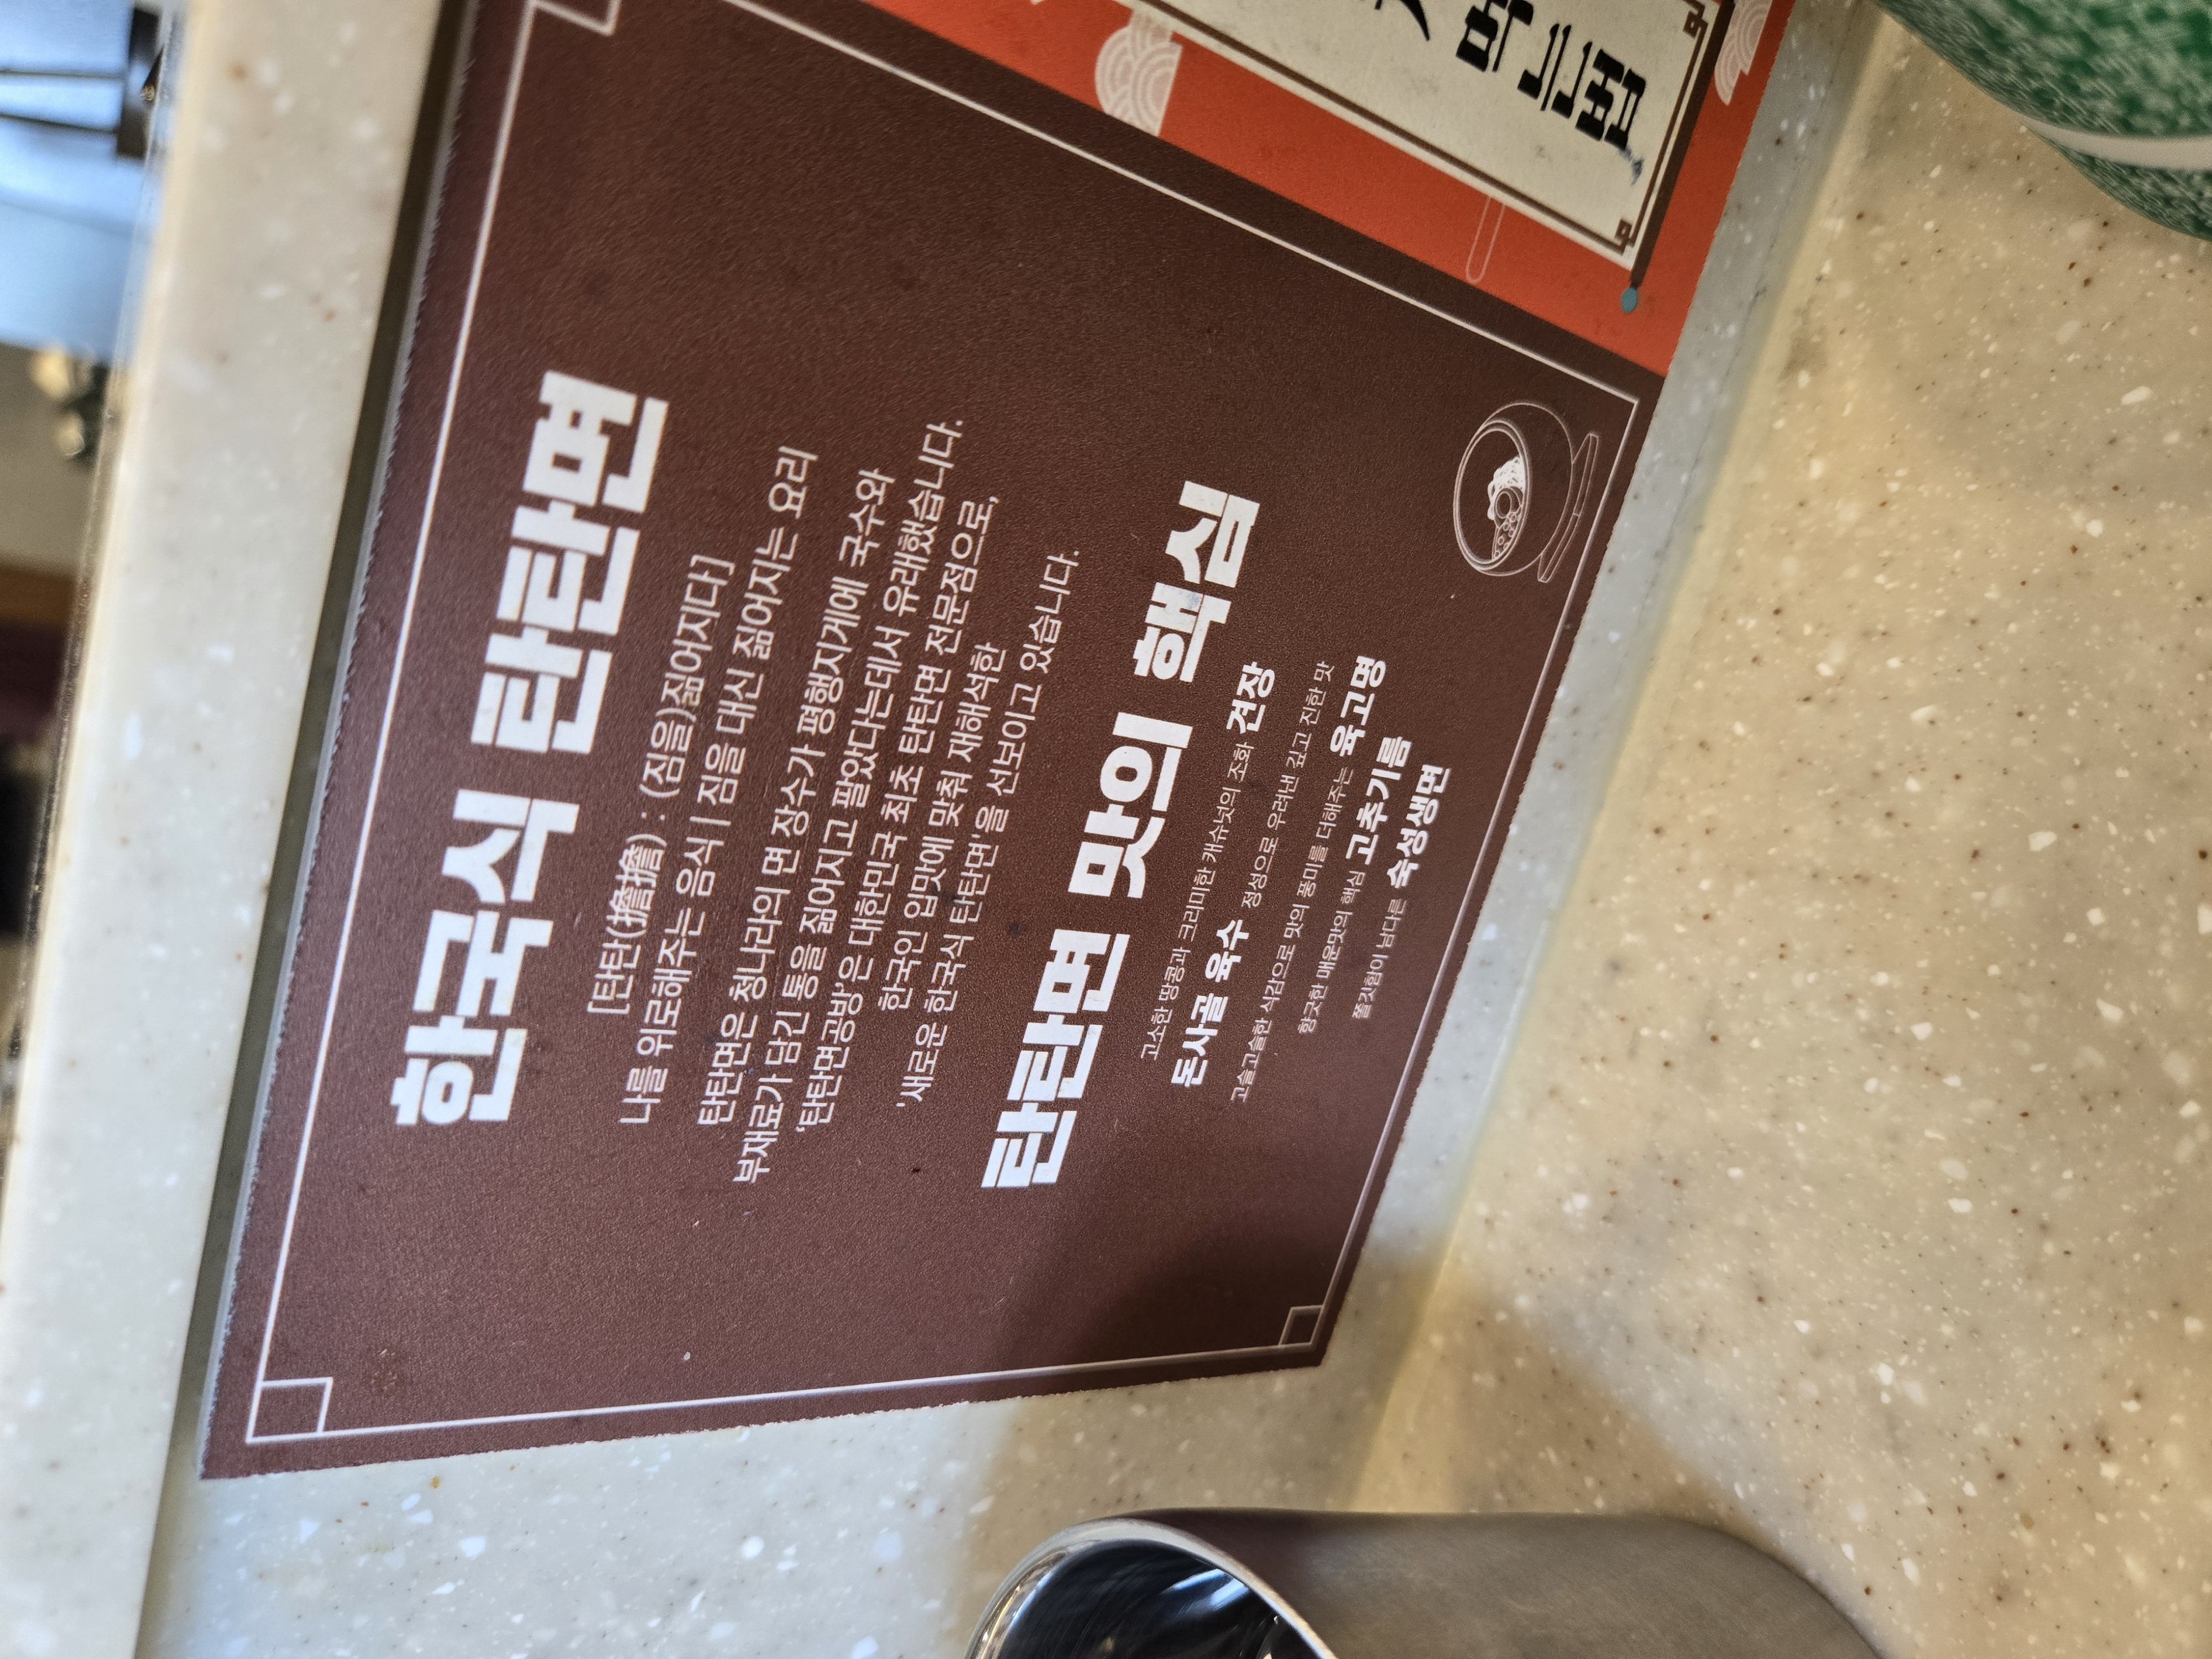 한국식 탄탄면
[탄탄(擔擔) : (짐을)짊어지다]
나를 위로해주는 음식 | 짐을 대신 짊어지는 요리
탄탄면은 청나라의 면 장수가 평행지게에 국수와
부재료가 담긴 통을 짊어지고 팔았다는데서 유래했습니다.
'탄탄면공방'은 대한민국 최초 탄탄면 전문점으로,
한국인 입맛에 맞춰 재해석한
'새로운 한국식 탄탄면'을 선보이고 있습니다.
탄탄면 맛의 핵심
고소한 땅콩과 크리미한 캐슈넛의 조화 견장
돈사골 육수 정성으로 우려낸 깊고 진한 맛
고슬고슬한 식감으로 맛의 풍미를 더해주는 육고명
향긋한 매운맛의 핵심 고추기름
쫄깃함이 남다른 숙성생면
먹는법